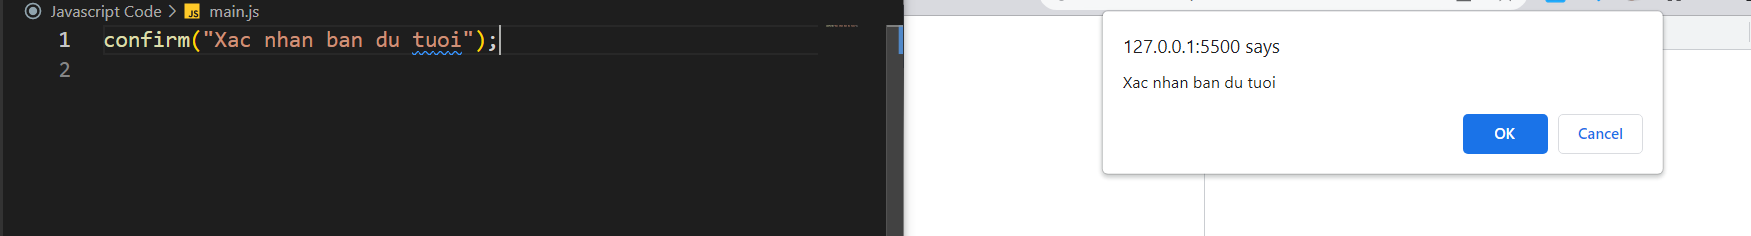 Javascript Code > JS main.js
1 confirm("Xac nhan ban du tuoi");
2
127.0.0.1:5500 says
Xac nhan ban du tuoi
OK Cancel